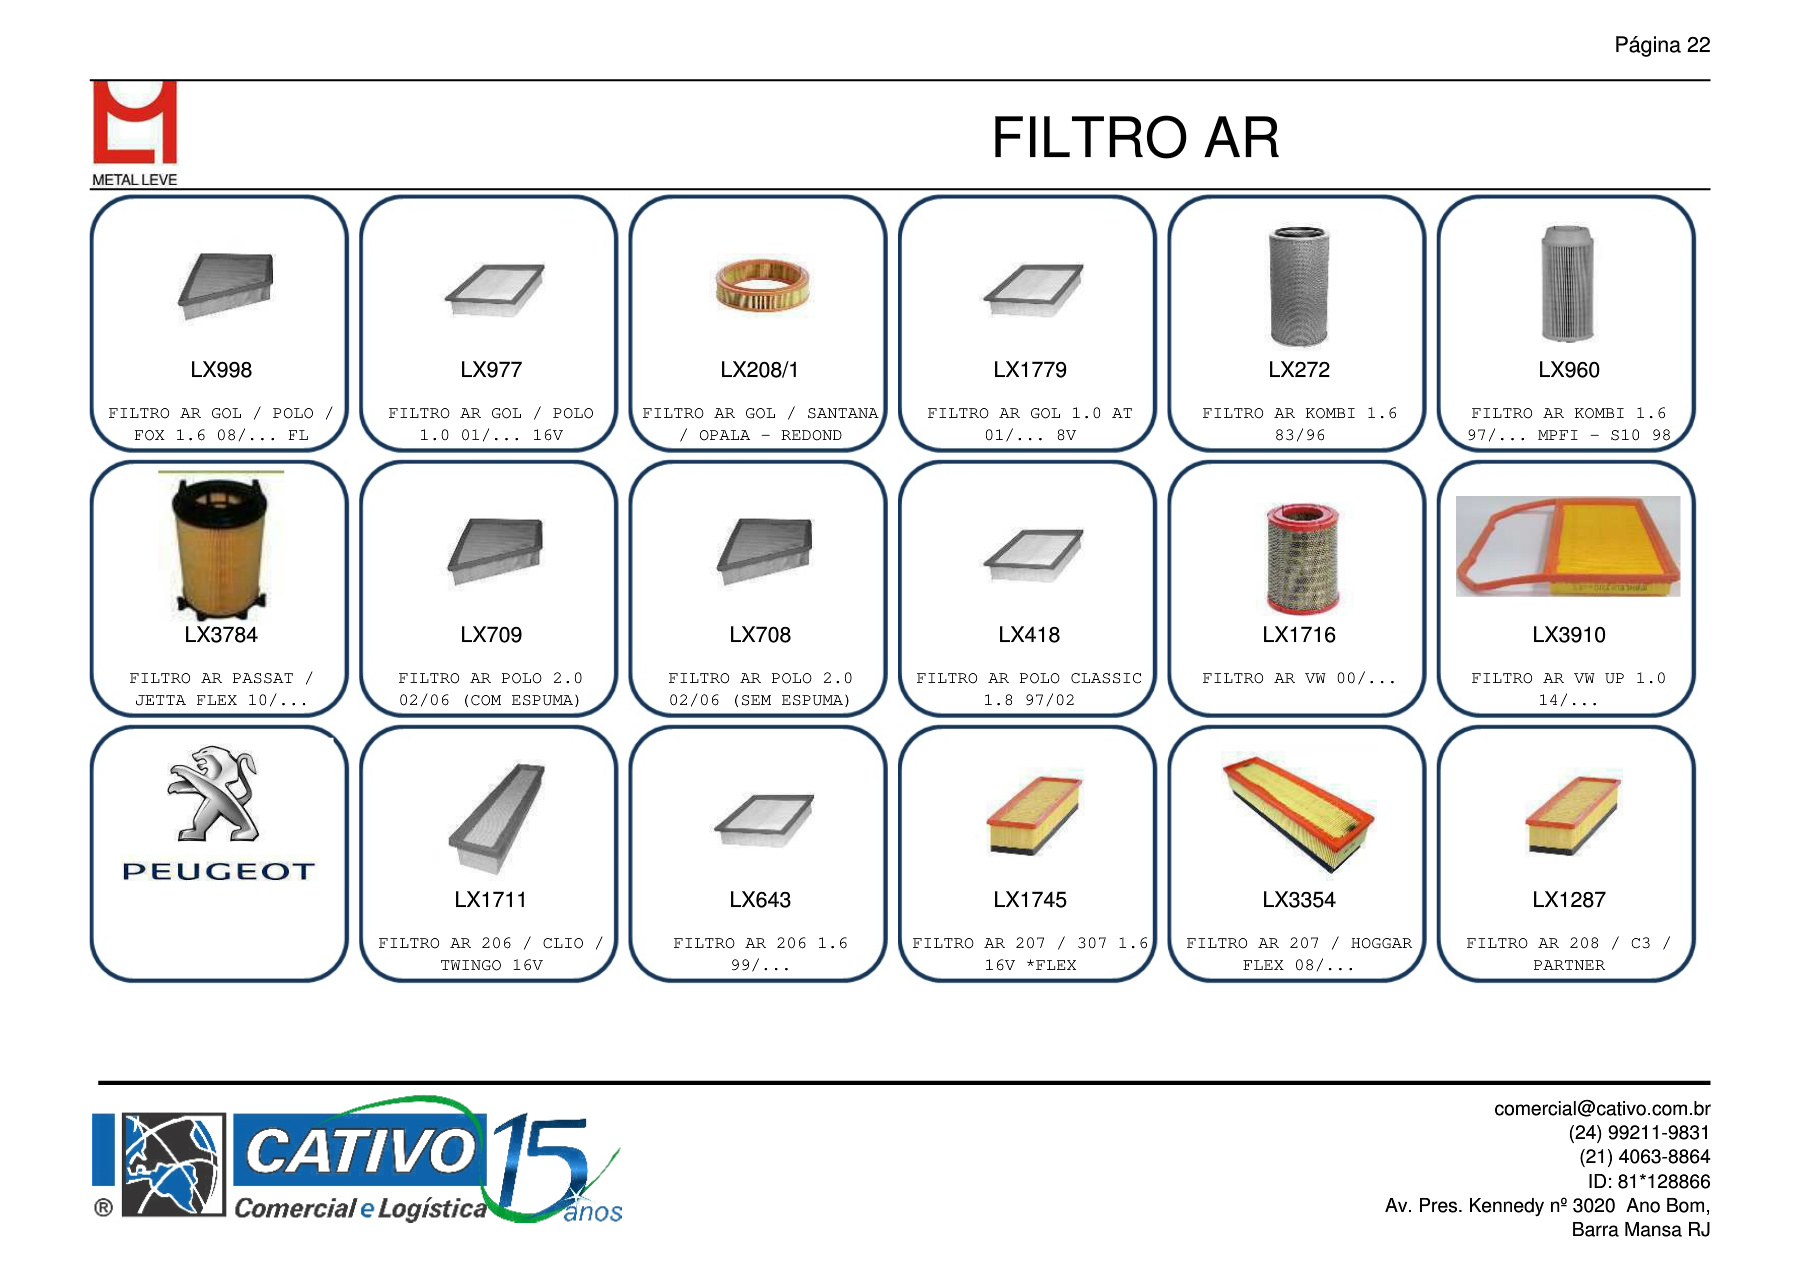 Página 22
METAL LEVE
FILTRO AR
LX998
FILTRO AR GOL / POLO /
FOX 1.6 08/... FL
LX977
FILTRO AR GOL / POLO
1.0 01/... 16V
LX208/1
FILTRO AR GOL / SANTANA
/ OPALA - REDOND
LX1779
FILTRO AR GOL 1.0 AT
01/... 8V
LX272
FILTRO AR KOMBI 1.6
83/96
LX960
FILTRO AR KOMBI 1.6
97/... MPFI - S10 98
LX3784
FILTRO AR PASSAT /
JETTA FLEX 10/...
LX709
FILTRO AR POLO 2.0
02/06 (COM ESPUMA)
LX708
FILTRO AR POLO 2.0
02/06 (SEM ESPUMA)
LX418
FILTRO AR POLO CLASSIC
1.8 97/02
LX1716
FILTRO AR VW 00/...
LX3910
FILTRO AR VW UP 1.0
14/...
PEUGEOT
LX1711
FILTRO AR 206 / CLIO /
TWINGO 16V
LX643
FILTRO AR 206 1.6
99/...
LX1745
FILTRO AR 207 / 307 1.6
16V *FLEX
LX3354
FILTRO AR 207 / HOGGAR
FLEX 08/...
LX1287
FILTRO AR 208 / C3 /
PARTNER
CATIVO 15
® Comercial e Logística anos
comercial@cativo.com.br
(24) 99211-9831
(21) 4063-8864
ID: 81*128866
Av. Pres. Kennedy nº 3020  Ano Bom,
Barra Mansa RJ